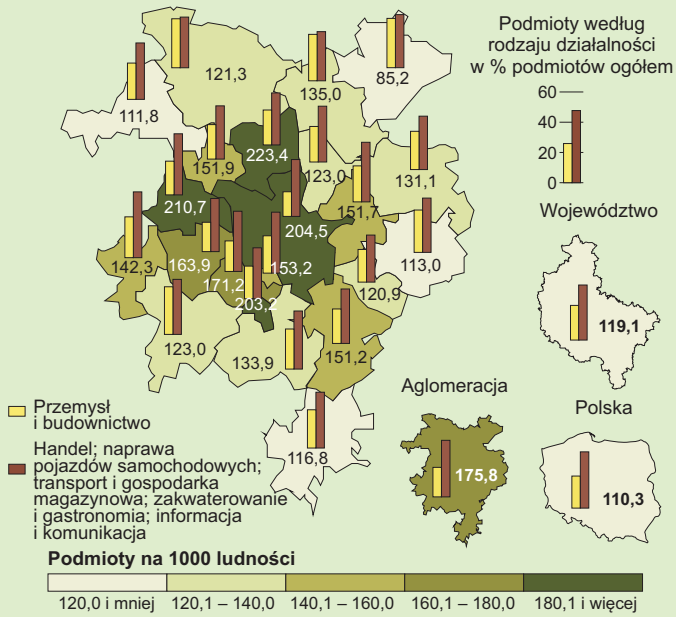 Podmioty według
rodzaju działalności
w % podmiotów ogółem
60
40
20
0
121,3
85,2
135,0
111,8
223,4
151,9
123,0
131,1
151,7
210,7
204,5
142,3
163,9
153,2
113,0
171,2
120,9
203,2
123,0
133,9
151,2
116,8
Województwo
119,1
Aglomeracja
175,8
Polska
110,3
Przemysł
i budownictwo
Handel; naprawa
pojazdów samochodowych;
transport i gospodarka
magazynowa; zakwaterowanie
i gastronomia; informacja
i komunikacja
Podmioty na 1000 ludności
120,0 i mniej
120,1 – 140,0
140,1 – 160,0
160,1 – 180,0
180,1 i więcej